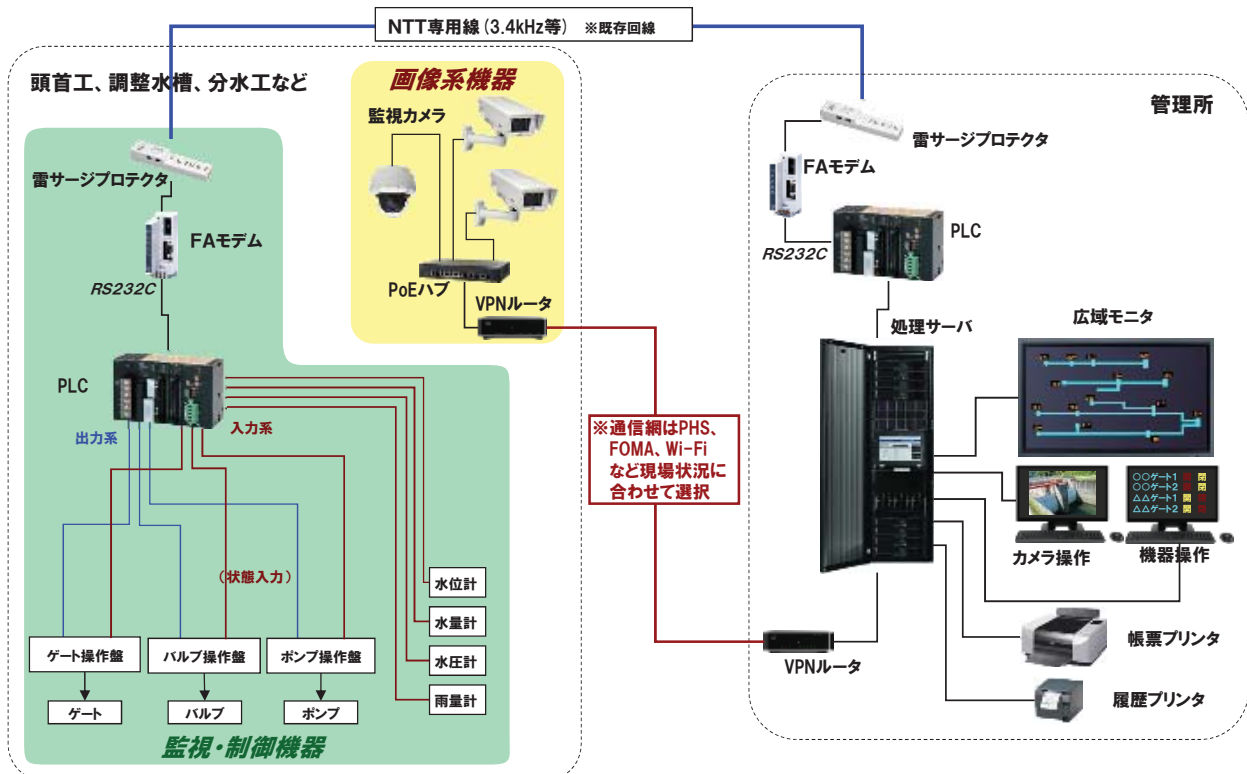 NTT専用線(3.4kHz等) ※既存回線
頭首工、調整水槽、分水工など
画像系機器
監視カメラ
雷サージプロテクタ
FAモデム
RS232C
PoEハブ
VPNルータ
PLC
出力系
入力系
(状態入力)
水位計
水量計
水圧計
雨量計
ゲート操作盤
バルブ操作盤
ポンプ操作盤
ゲート
バルブ
ポンプ
監視・制御機器
※通信網はPHS、
FOMA、Wi-Fi
など現場状況に
合わせて選択
管理所
雷サージプロテクタ
FAモデム
PLC
RS232C
処理サーバ
広域モニタ
○○ゲート1 閉
○○ゲート2 閉
△△ゲート1 開
△△ゲート2 開
カメラ操作
機器操作
帳票プリンタ
VPNルータ
履歴プリンタ